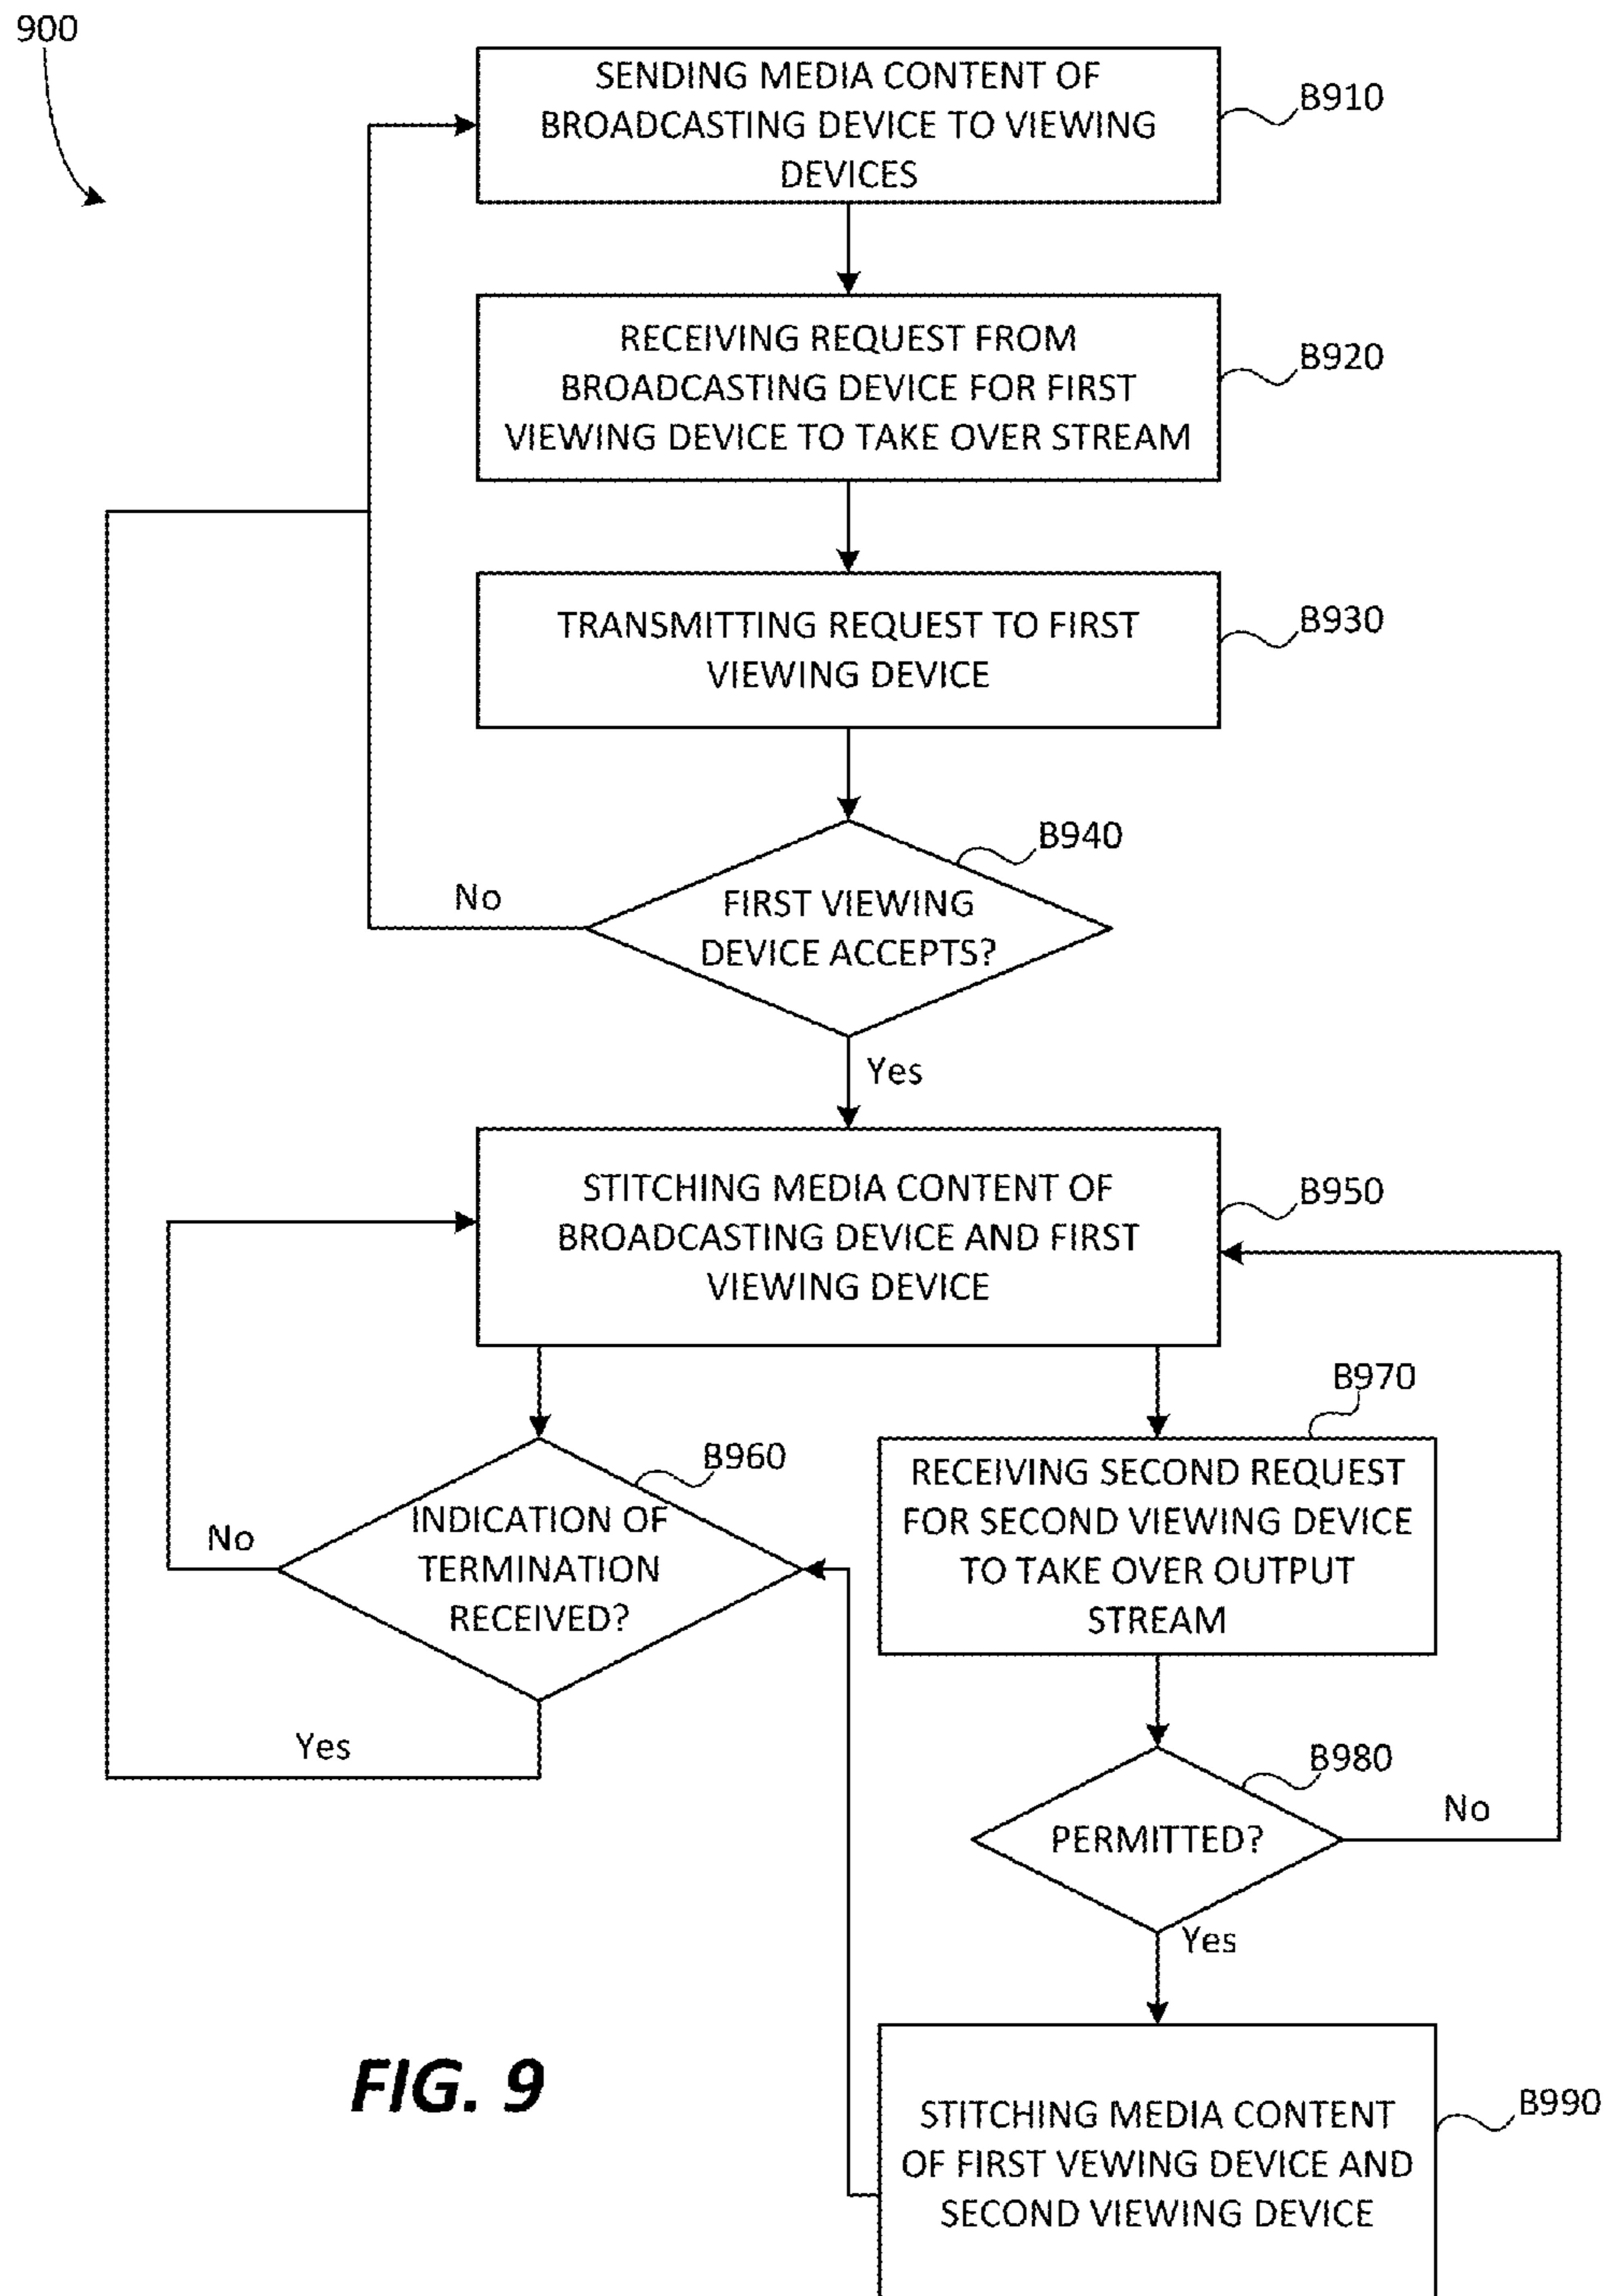 900
SENDING MEDIA CONTENT OF
BROADCASTING DEVICE TO VIEWING
DEVICES
B910
RECEIVING REQUEST FROM
BROADCASTING DEVICE FOR FIRST
VIEWING DEVICE TO TAKE OVER STREAM
B920
TRANSMITTING REQUEST TO FIRST
VIEWING DEVICE
B930
B940
FIRST VIEWING
DEVICE ACCEPTS?
No
Yes
STITCHING MEDIA CONTENT OF
BROADCASTING DEVICE AND FIRST
VIEWING DEVICE
B950
B960
INDICATION OF
TERMINATION
RECEIVED?
No
Yes
B970
RECEIVING SECOND REQUEST
FOR SECOND VIEWING DEVICE
TO TAKE OVER OUTPUT
STREAM
B980
PERMITTED?
No
Yes
STITCHING MEDIA CONTENT
OF FIRST VEWING DEVICE AND
SECOND VIEWING DEVICE
B990
FIG. 9